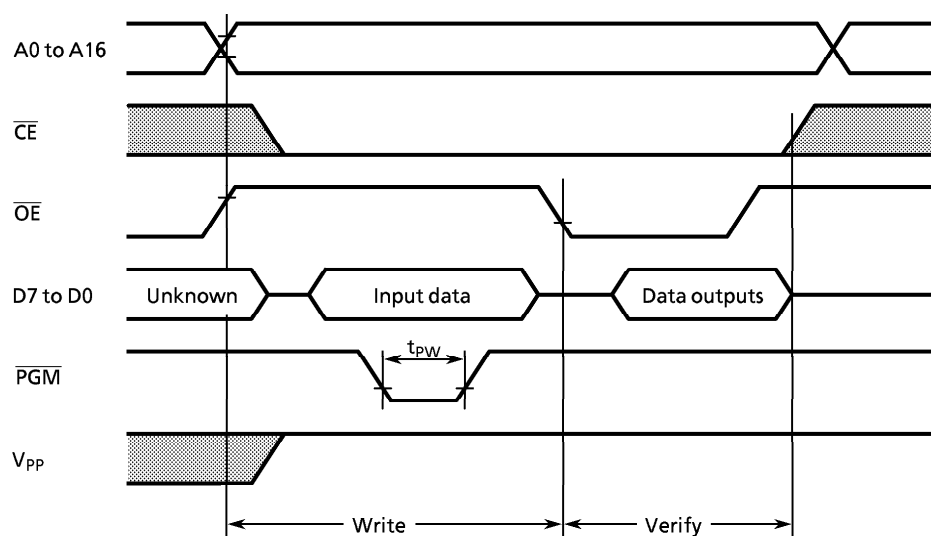 A0 to A16
CE
OE
D7 to D0 Unknown Input data Data outputs
tPW
PGM
VPP
Write Verify